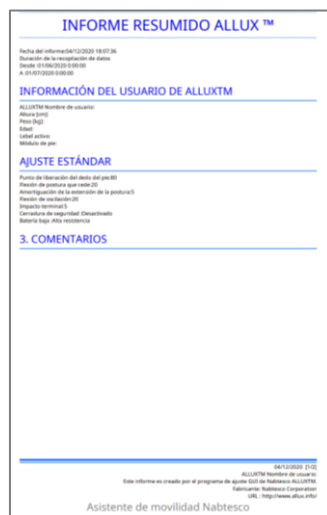 INFORME RESUMIDO ALLUX ™
Fecha del informe:04/12/2020 18:07:36
Duración de la recopilación de datos
Desde :01/06/2020 0:00:00
A :01/07/2020 0:00:00
INFORMACIÓN DEL USUARIO DE ALLUXTM
ALLUXTM Nombre de usuario:
Altura [cm]:
Peso [kg]:
Edad:
Lebel activo:
Módulo de pie:
AJUSTE ESTÁNDAR
Punto de liberación del dedo del pie:80
Flexión de postura que cede:20
Amortiguación de la extensión de la postura:5
Flexión de oscilación:20
Impacto terminal:5
Cerradura de seguridad :Desactivado
Batería baja :Alta resistencia
3. COMENTARIOS
04/12/2020 [1/2]
ALLUXTM Nombre de usuario:
Este informe es creado por el programa de ajuste GUI de Nabtesco ALLUXTM.
Fabricante: Nabtesco Corporation
URL : http://www.allux.info/
Asistente de movilidad Nabtesco